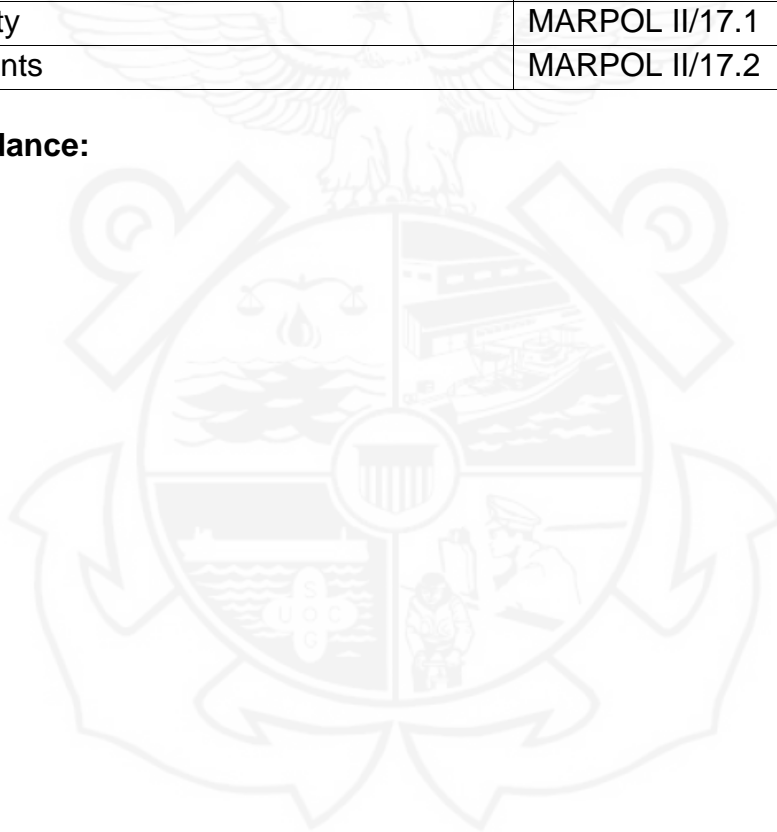 ty MARPOL II/17.1
nts MARPOL II/17.2
lance:
S
U O C
G